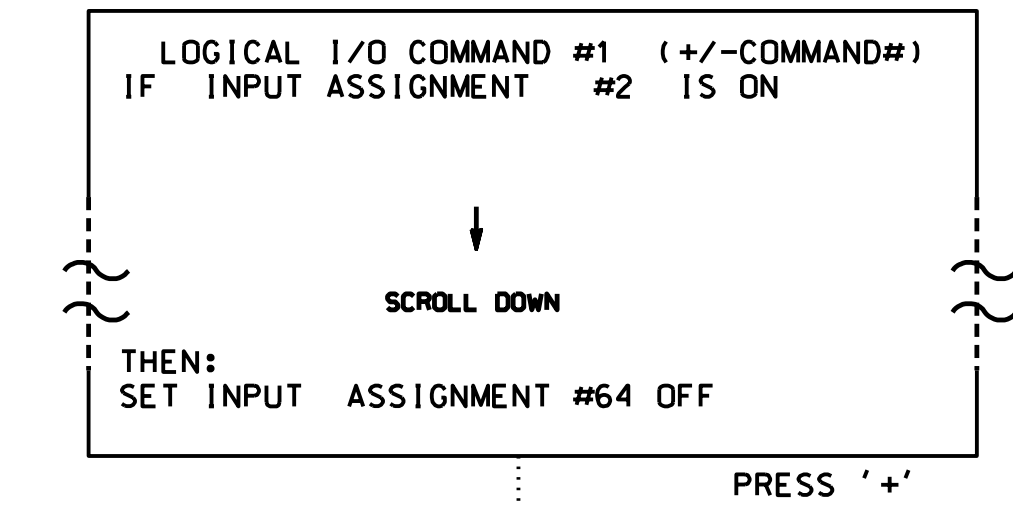 LOGICAL I/O COMMAND #1 (+/-COMMAND#)
IF INPUT ASSIGNMENT #2 IS ON
SCROLL DOWN
THEN:
SET INPUT ASSIGNMENT #64 OFF
PRESS '+'